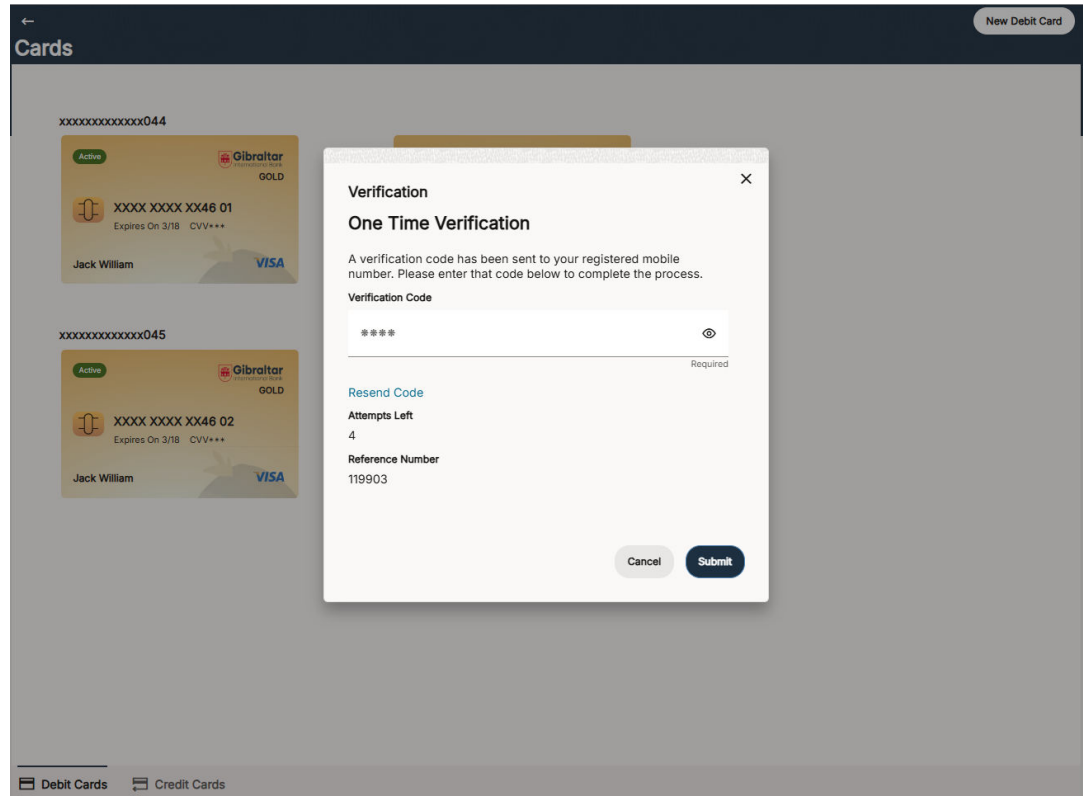 ←
New Debit Card
Cards
xxxxxxxxxxxxx044
Active
Gibraltar
International Bank
GOLD
XXXX XXXX XX46 01
Expires On 3/18 CVV***
Jack William
VISA
xxxxxxxxxxxxx045
Active
Gibraltar
International Bank
GOLD
XXXX XXXX XX46 02
Expires On 3/18 CVV***
Jack William
VISA
Verification
One Time Verification
A verification code has been sent to your registered mobile
number. Please enter that code below to complete the process.
Verification Code
****
Required
Resend Code
Attempts Left
4
Reference Number
119903
Cancel
Submit
Debit Cards
Credit Cards